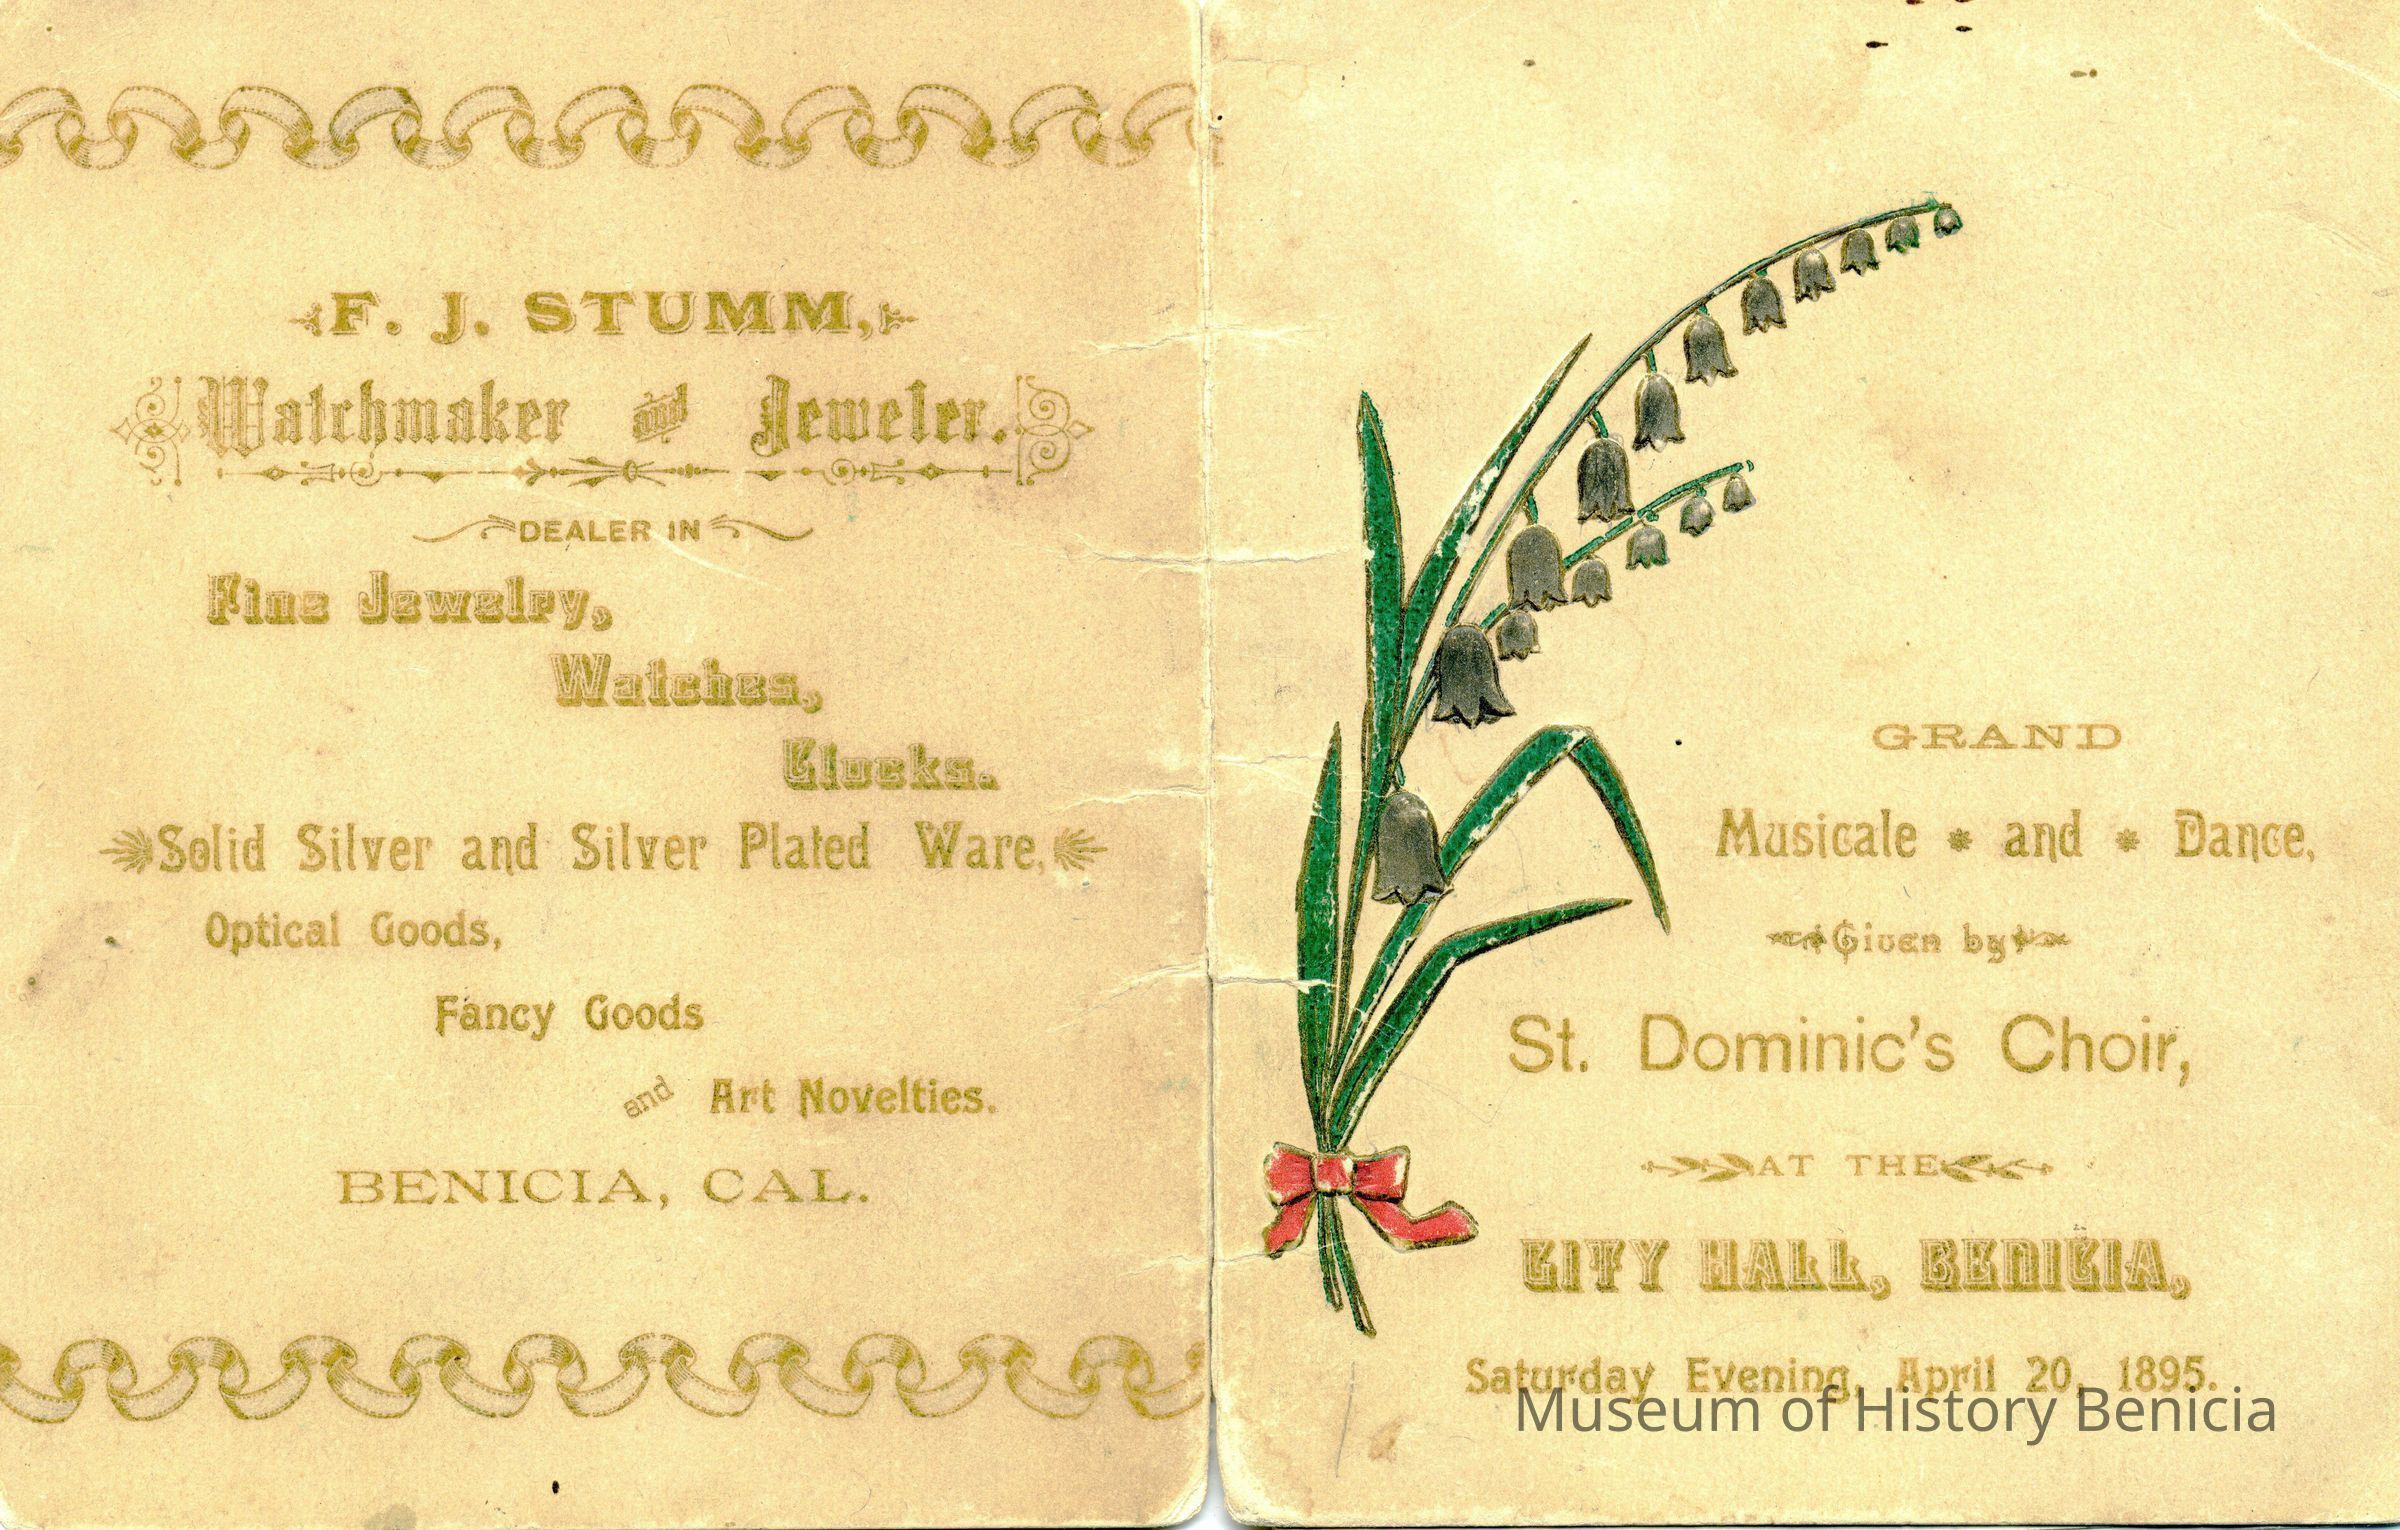 F. J. STUMM,
Watchmaker and Jeweler.
DEALER IN
Fine Jewelry,
Watches,
Clocks.
Solid Silver and Silver Plated Ware,
Optical Goods,
Fancy Goods
and Art Novelties.
BENICIA, CAL.
GRAND
Musicale * and * Dance,
Given by
St. Dominic's Choir,
AT THE
CITY HALL, BENICIA,
Saturday Evening, April 20, 1895.
Museum of History Benicia